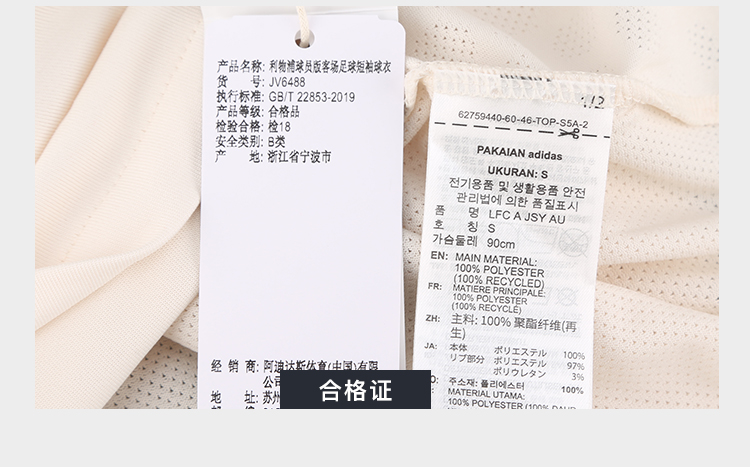 产品名称: 利物浦球员版客场足球短袖球衣
货 号: JV6488
执行标准: GB/T 22853-2019
产品等级: 合格品
检验合格: 检18
安全类别: B类
产 地: 浙江省宁波市
经 销 商: 阿迪达斯体育(中国)有限
公司
地 址: 苏州
1/2
62759440-60-46-TOP-S5A-2
PAKAIAN adidas
UKURAN: S
전기용품 및 생활용품 안전
관리법에 의한 품질표시
품 명 LFC A JSY AU
호 칭 S
가슴둘레 90cm
EN: MAIN MATERIAL:
100% POLYESTER
(100% RECYCLED)
FR: MATIERE PRINCIPALE:
100% POLYESTER
(100% RECYCLÉ)
ZH: 主料: 100% 聚酯纤维(再
生)
JA: 本体 ポリエステル 100%
リブ部分 ポリエステル 97%
ポリウレタン 3%
주소재: 폴리에스터 100%
MATERIAL UTAMA:
100% POLYESTER (100% DAUR
合格证